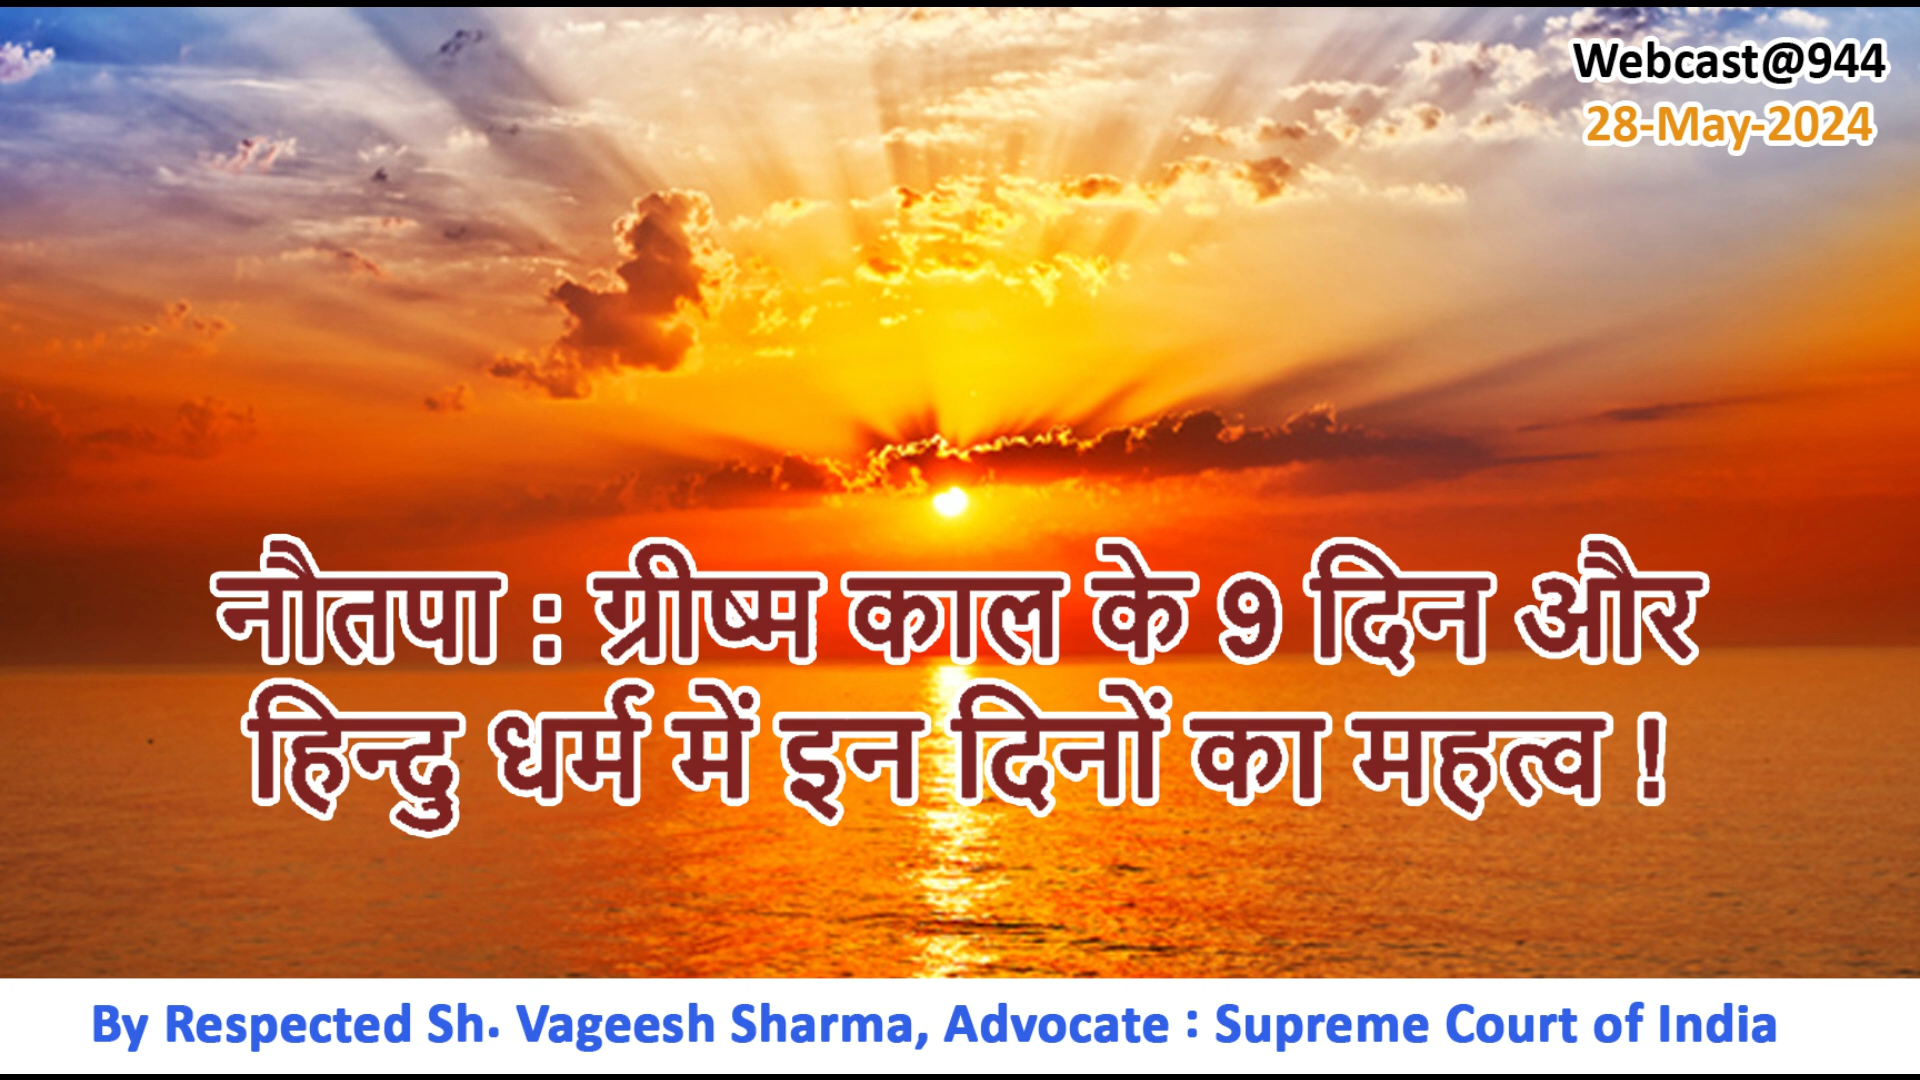 Webcast@944
28-May-2024
नौतपा : ग्रीष्म काल के 9 दिन और
हिन्दु धर्म में इन दिनों का महत्व !
By Respected Sh. Vageesh Sharma, Advocate : Supreme Court of India